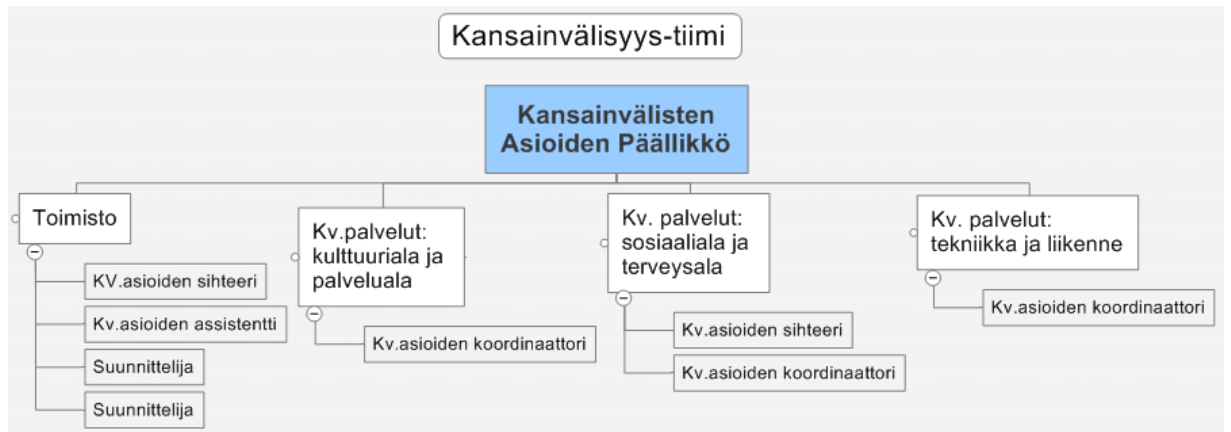 Kansainvälisyys-tiimi
Kansainvälisten
Asioiden Päällikkö
Toimisto
KV.asioiden sihteeri
Kv.asioiden assistentti
Suunnittelija
Suunnittelija
Kv.palvelut:
kulttuuriala ja
palveluala
Kv.asioiden koordinaattori
Kv. palvelut:
sosiaaliala ja
terveysala
Kv.asioiden sihteeri
Kv.asioiden koordinaattori
Kv. palvelut:
tekniikka ja liikenne
Kv.asioiden koordinaattori